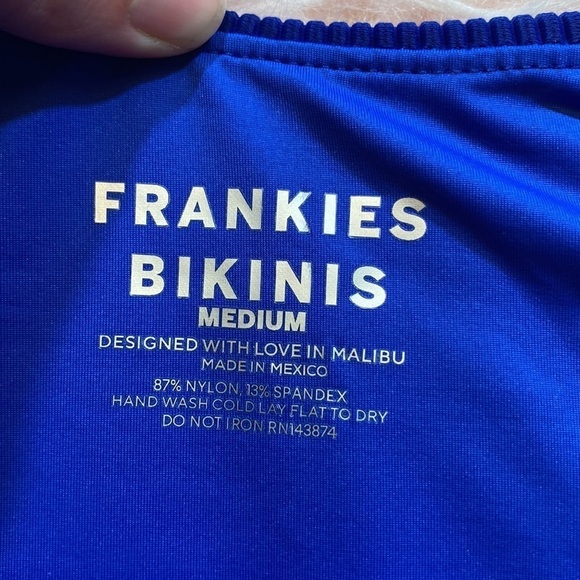 FRANKIES
BIKINIS
MEDIUM
DESIGNED WITH LOVE IN MALIBU
MADE IN MEXICO
87% NYLON, 13% SPANDEX
HAND WASH COLD LAY FLAT TO DRY
DO NOT IRON RN143874